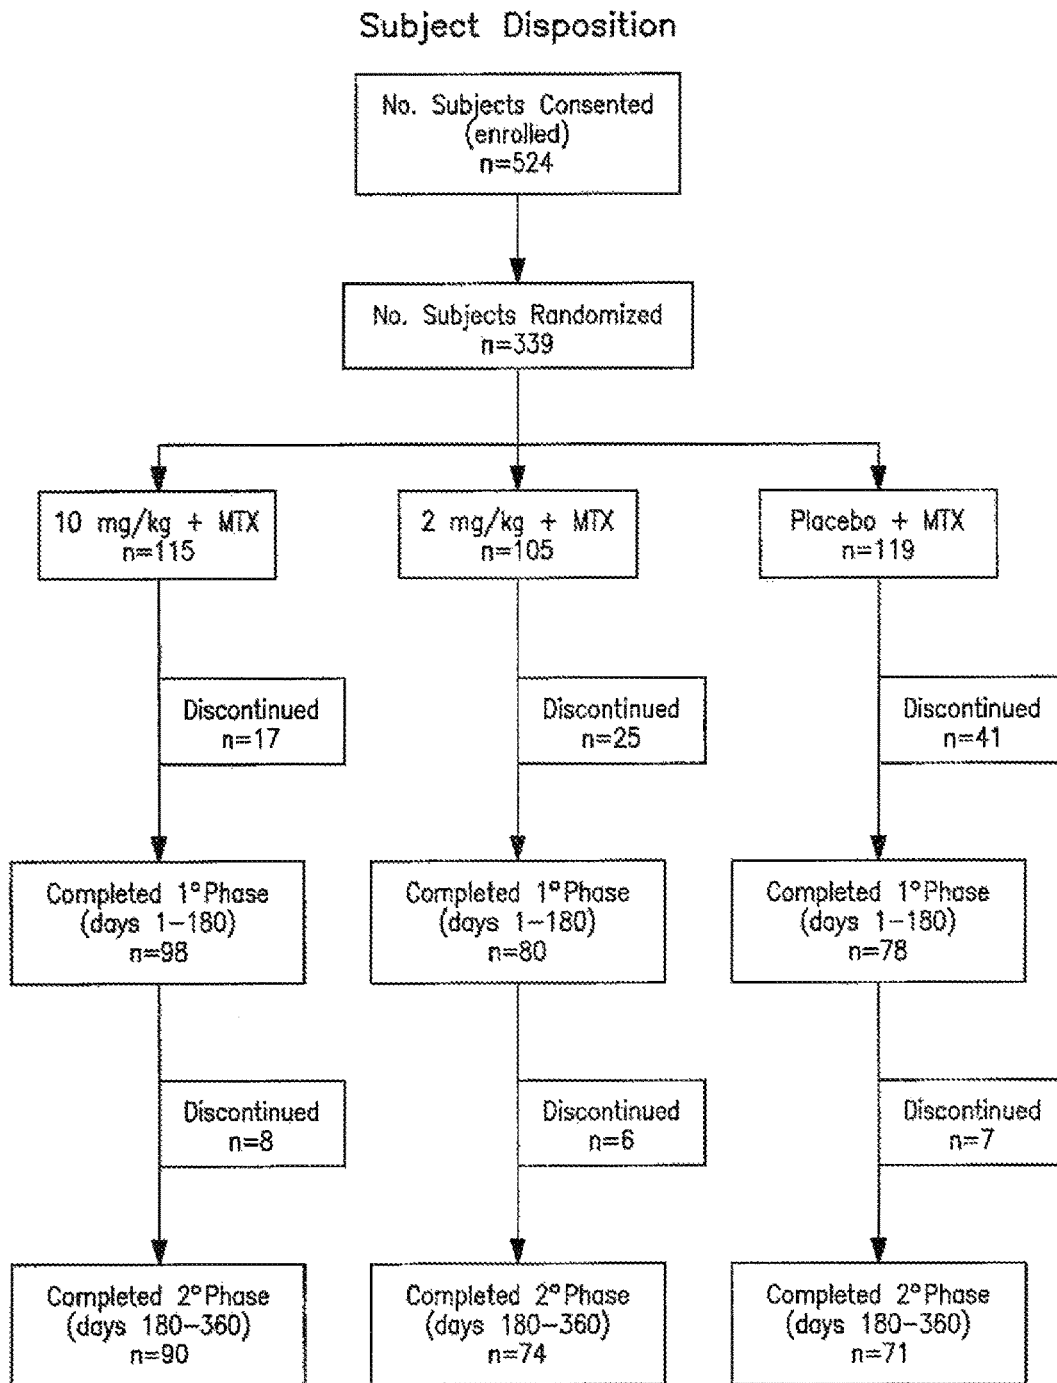 Subject Disposition
No. Subjects Consented
(enrolled)
n=524
No. Subjects Randomized
n=339
10 mg/kg + MTX
n=115
2 mg/kg + MTX
n=105
Placebo + MTX
n=119
Discontinued
n=17
Discontinued
n=25
Discontinued
n=41
Completed 1°Phase
(days 1-180)
n=98
Completed 1°Phase
(days 1-180)
n=80
Completed 1°Phase
(days 1-180)
n=78
Discontinued
n=8
Discontinued
n=6
Discontinued
n=7
Completed 2°Phase
(days 180-360)
n=90
Completed 2°Phase
(days 180-360)
n=74
Completed 2°Phase
(days 180-360)
n=71